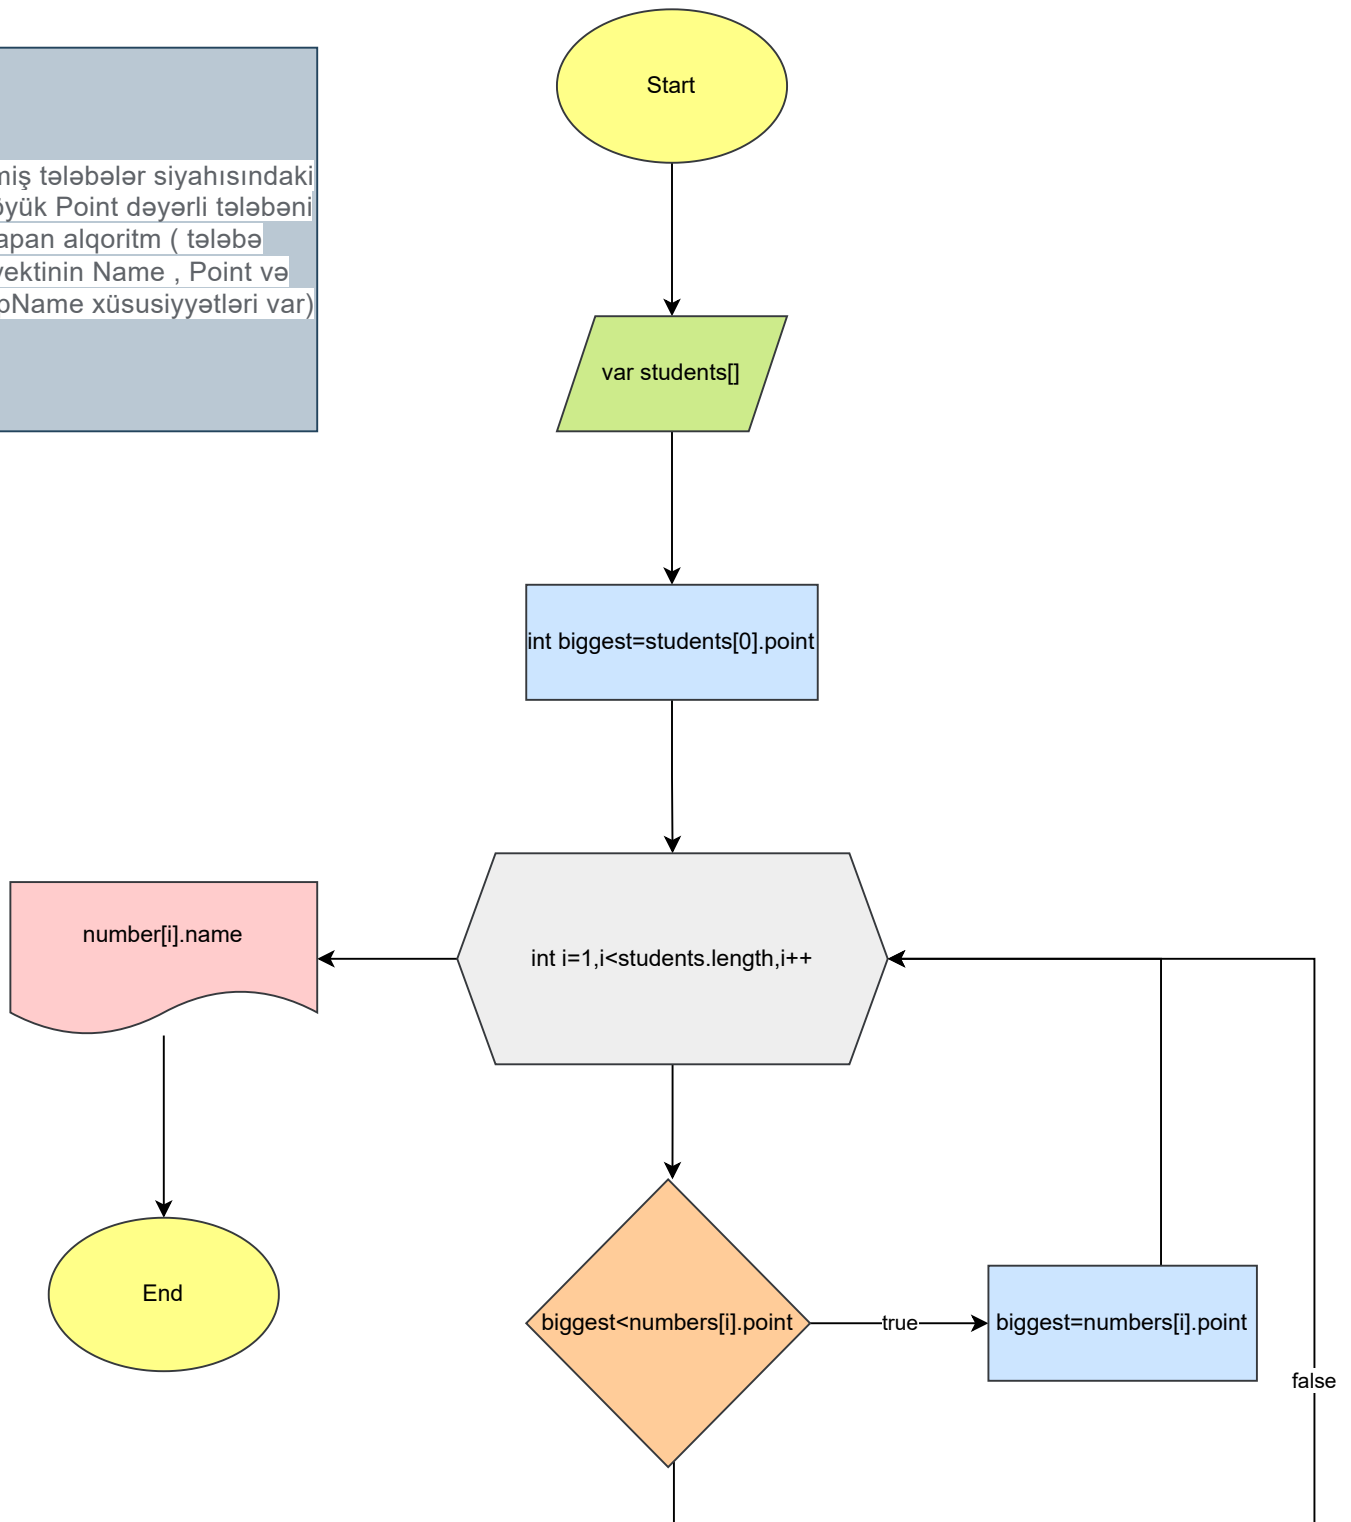 Start
miş tələbələr siyahısındaki
öyük Point dəyərli tələbəni
apan alqoritm ( tələbə
yektinin Name , Point və
pName xüsusiyyətləri var)
var students[]
int biggest=students[0].point
number[i].name
int i=1,i<students.length,i++
End
biggest<numbers[i].point
true
biggest=numbers[i].point
false